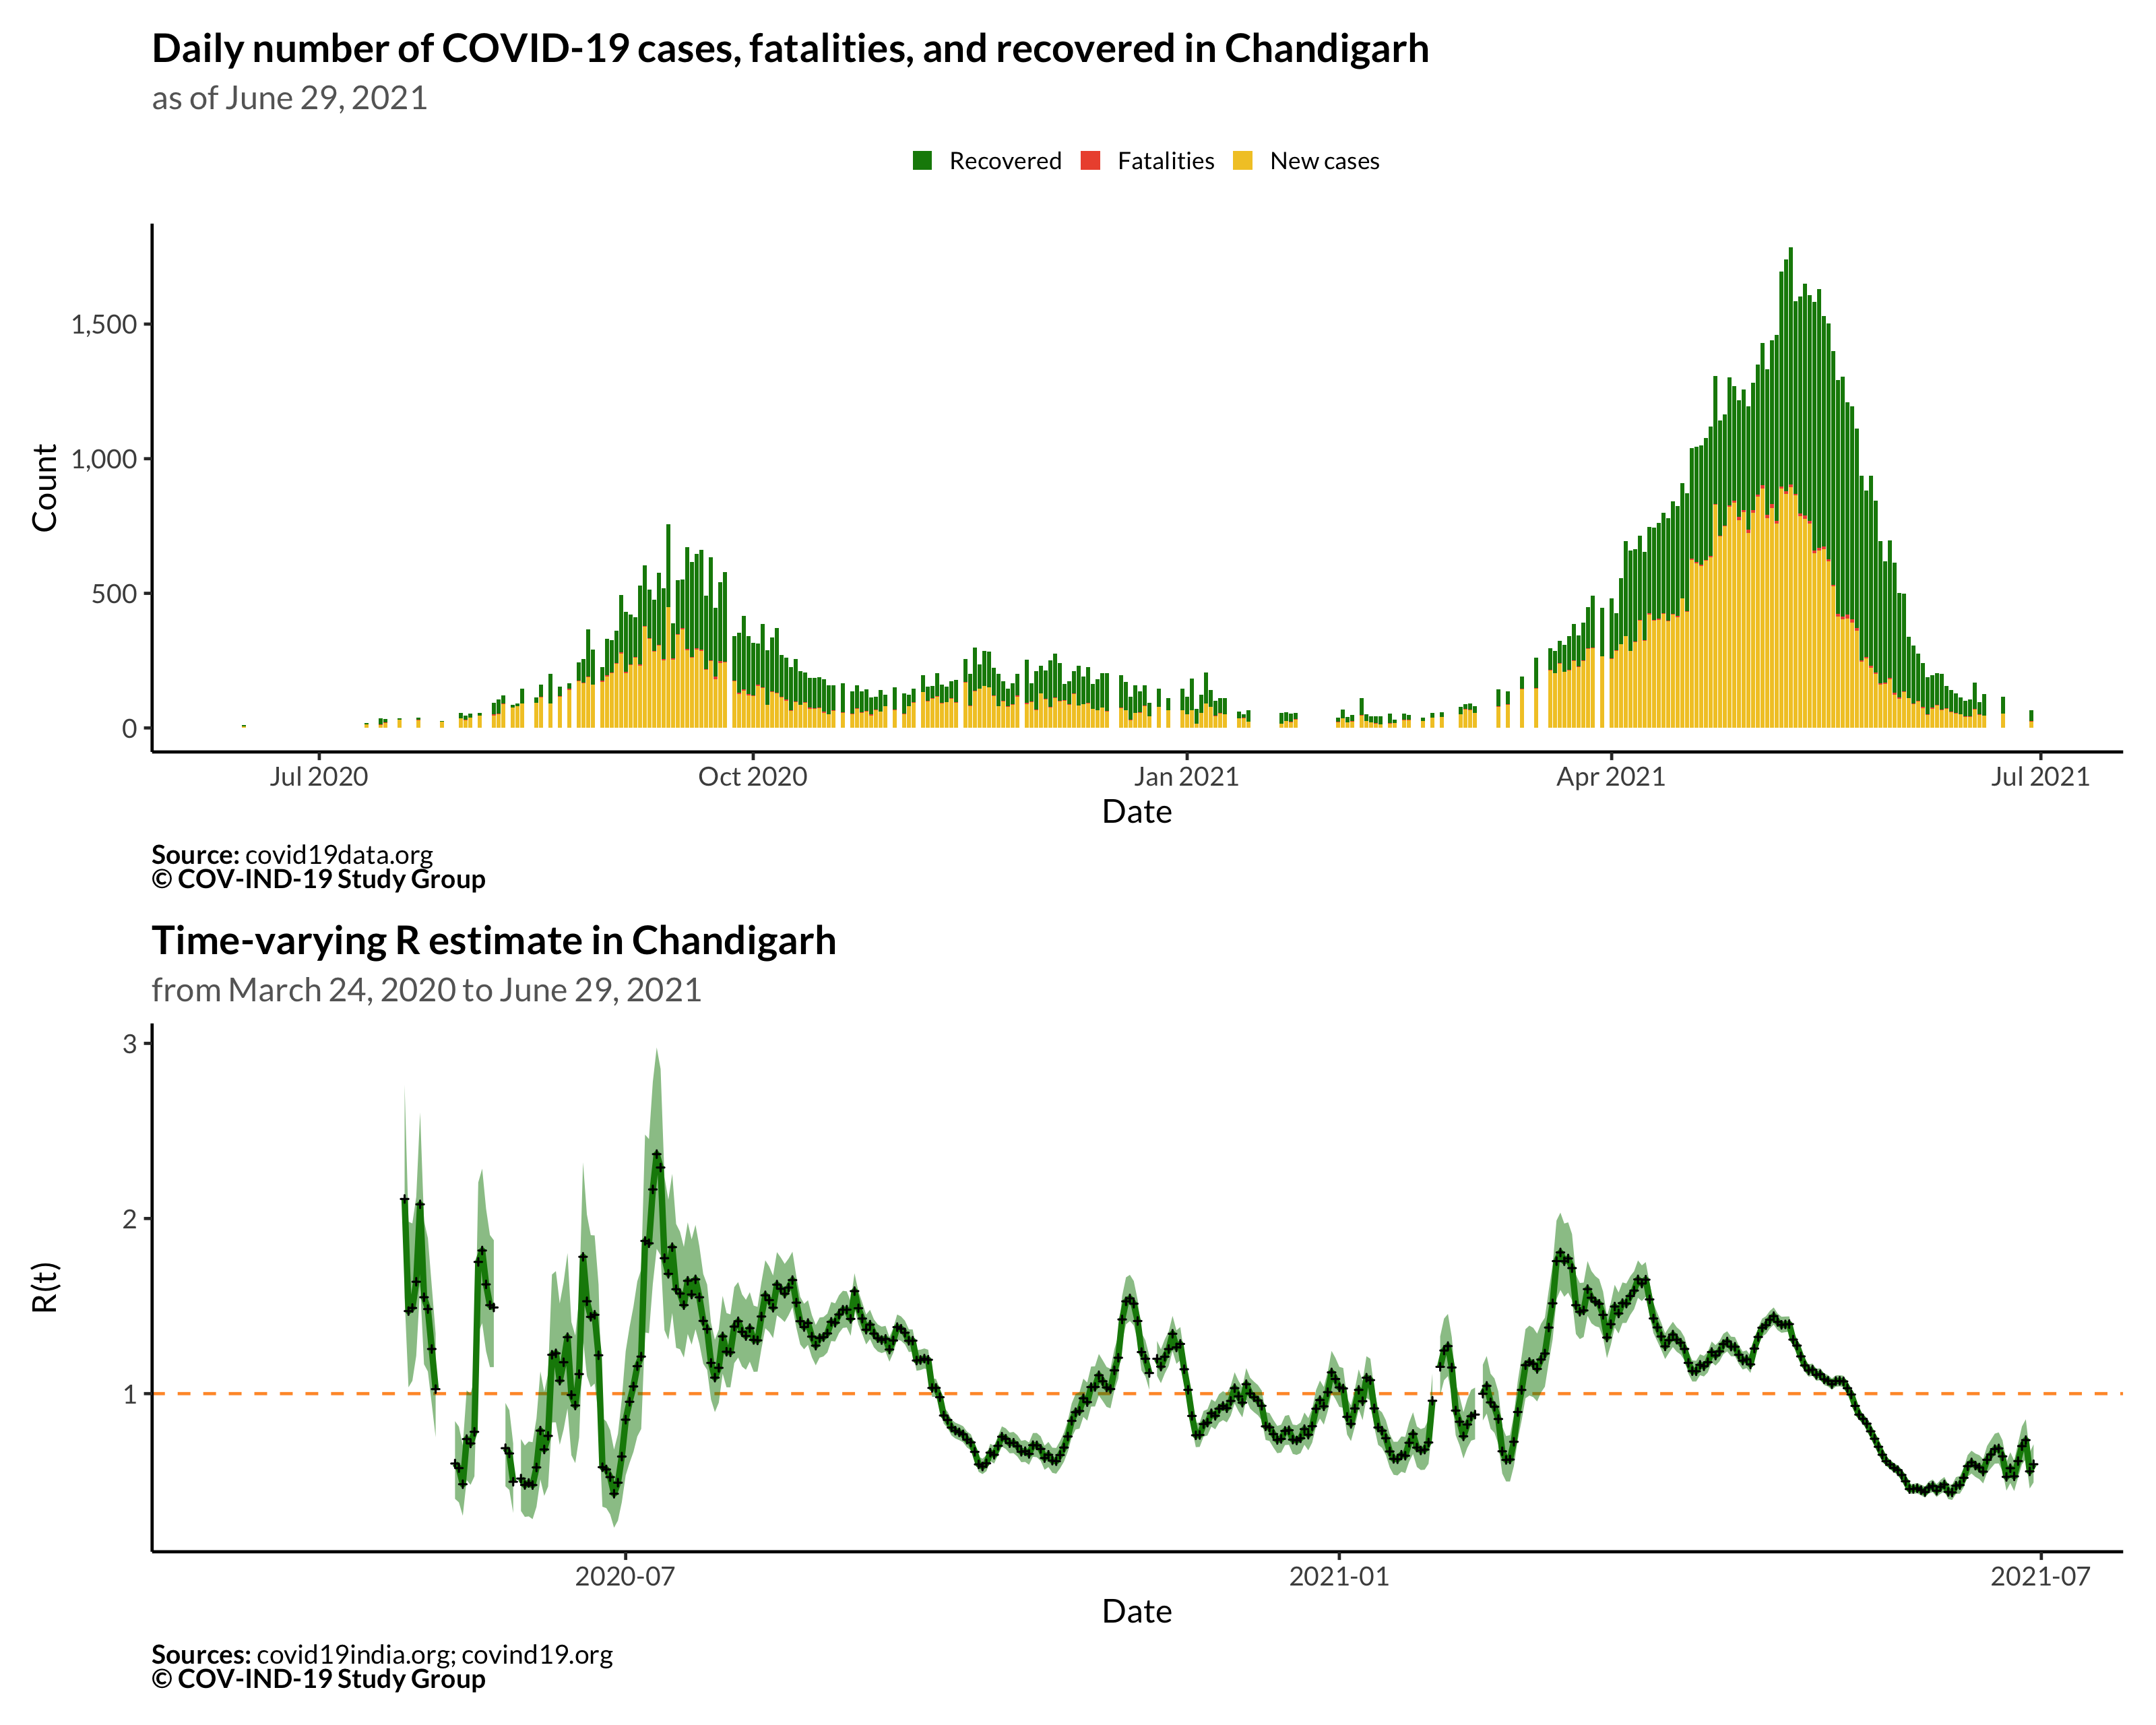 Daily number of COVID-19 cases, fatalities, and recovered in Chandigarh
as of June 29, 2021
Recovered Fatalities New cases
Count
1,500
1,000
500
0
Jul 2020 Oct 2020 Jan 2021 Apr 2021 Jul 2021
Date
Source: covid19data.org
© COV-IND-19 Study Group
Time-varying R estimate in Chandigarh
from March 24, 2020 to June 29, 2021
R(t)
3
2
1
2020-07 2021-01 2021-07
Date
Sources: covid19india.org; covind19.org
© COV-IND-19 Study Group